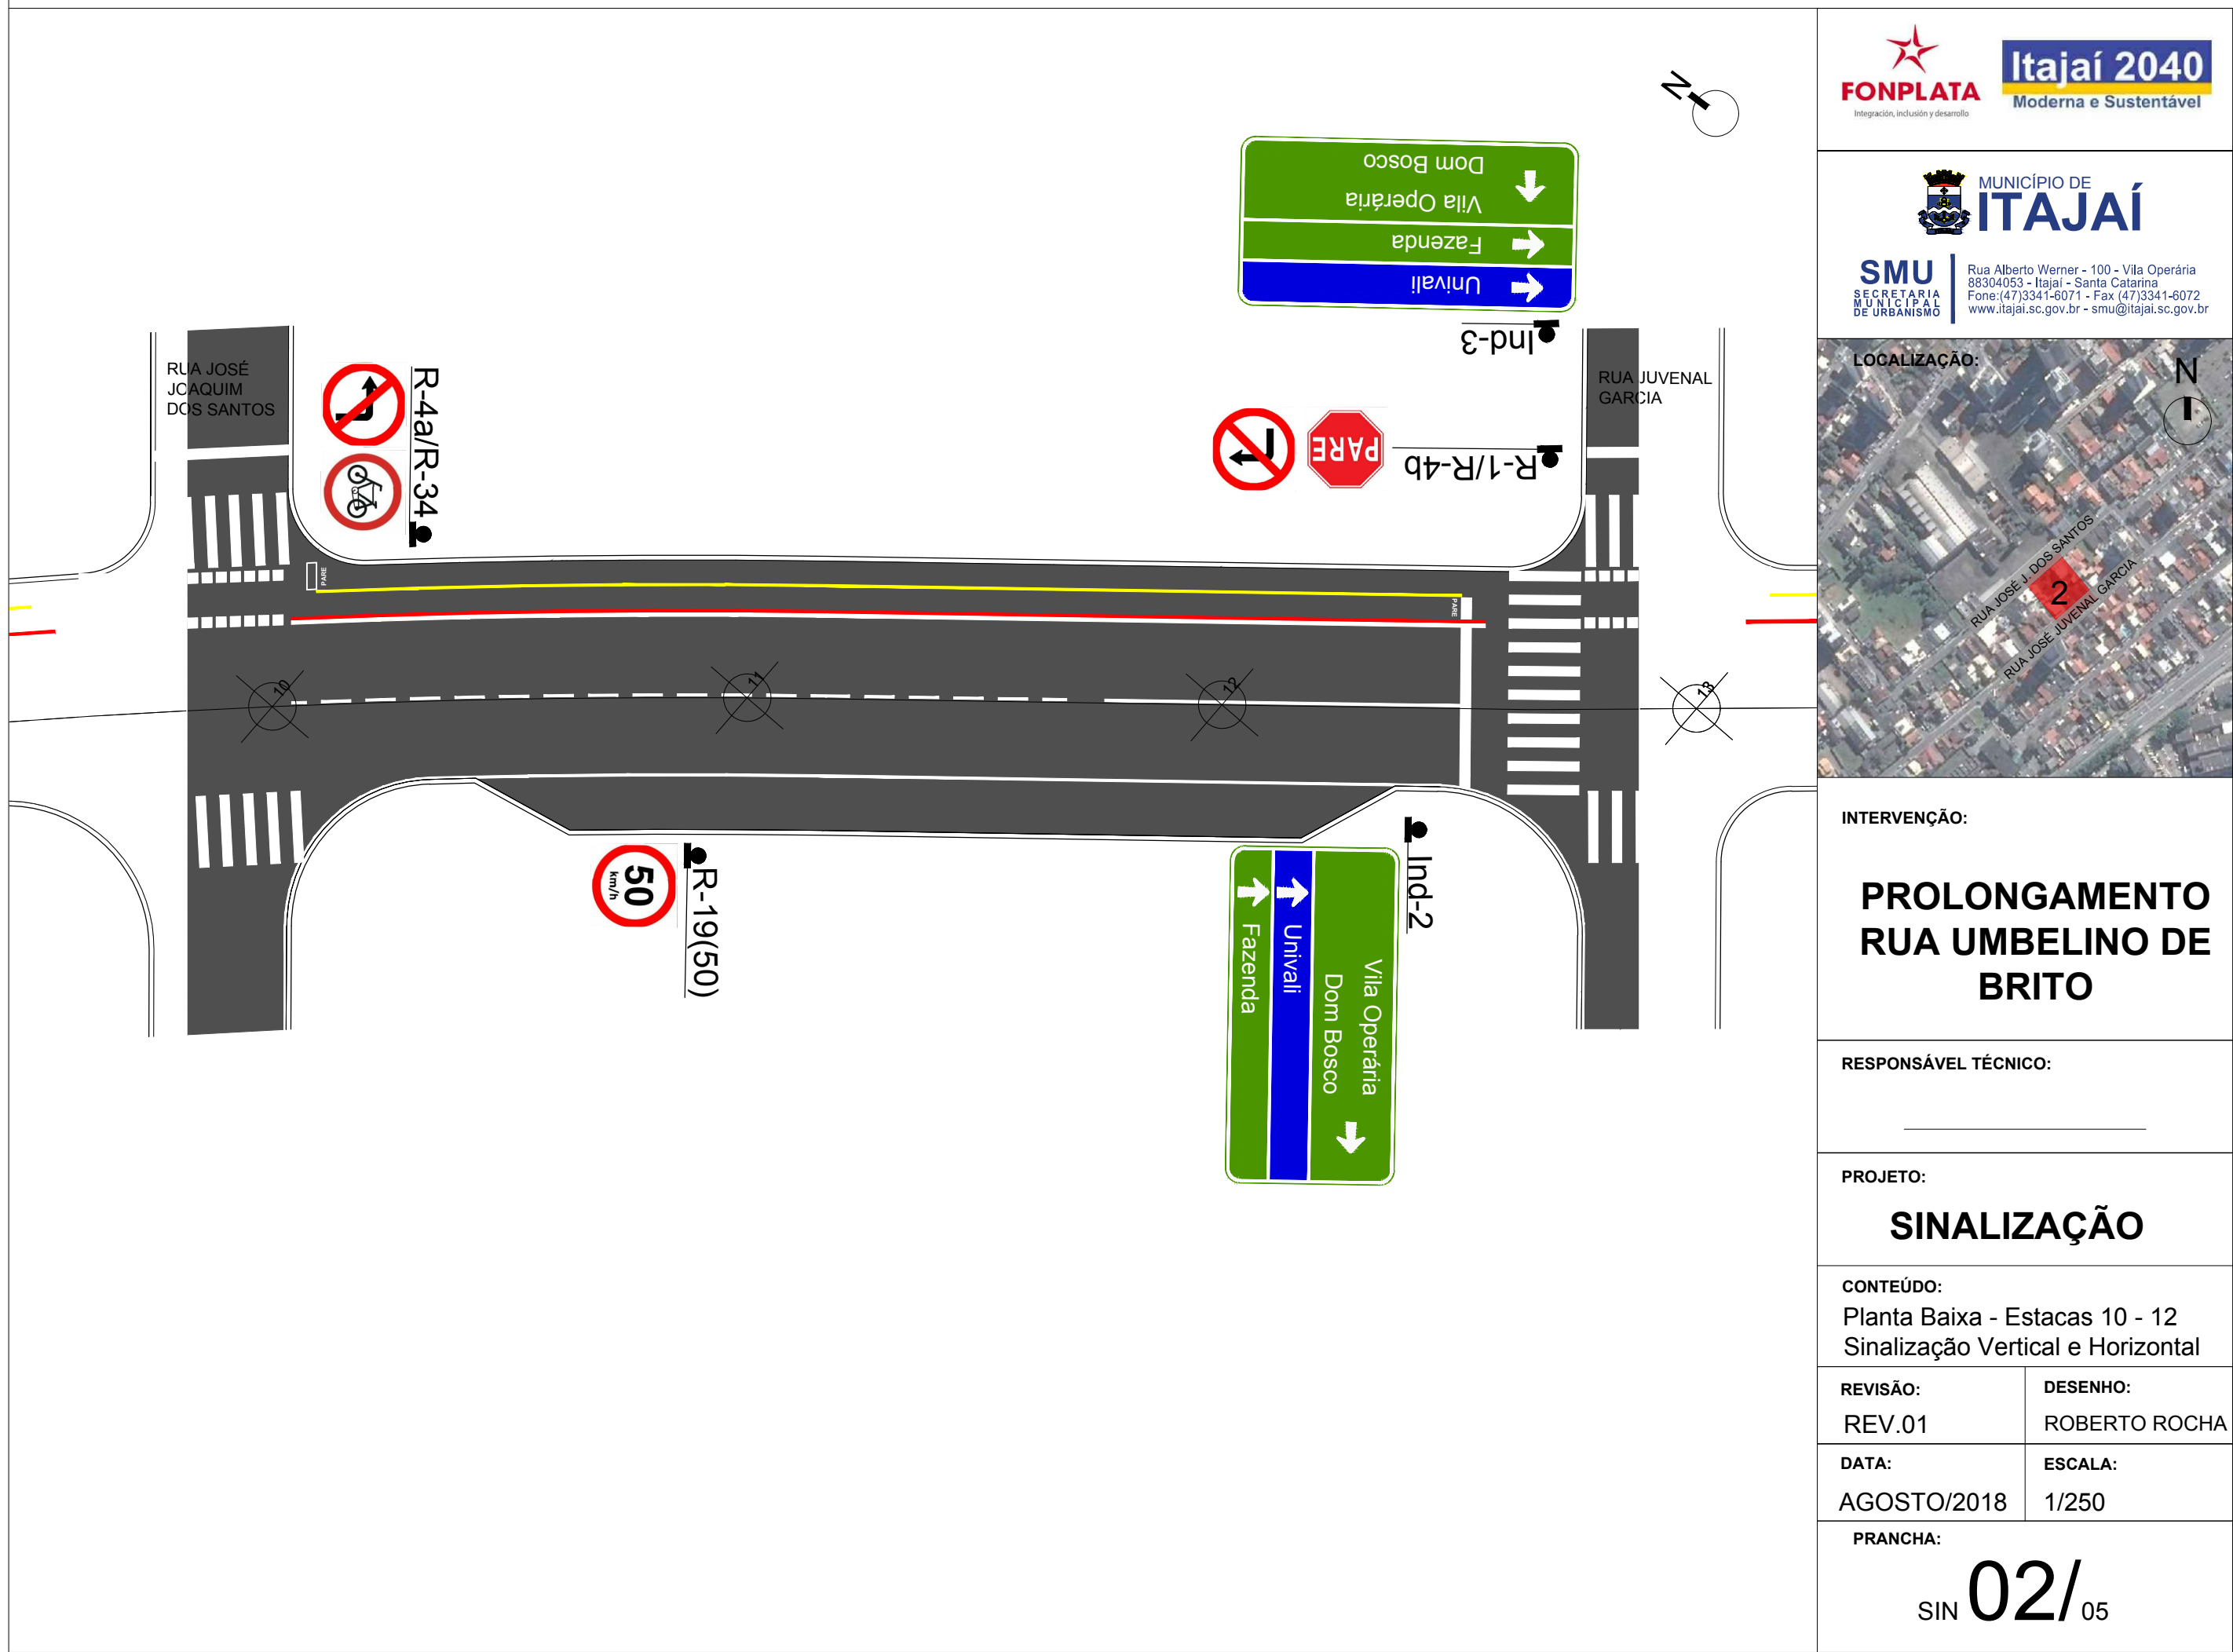 N
Dom Bosco
Vila Operária
Fazenda
Univali
Ind-3
RUA JOSÉ
JOAQUIM
DOS SANTOS
R-4a/R-34
RUA JUVENAL
GARCIA
PARE
R-1/R-4b
PARE
PARE
10
11
12
13
50
km/h
R-19(50)
Ind-2
Vila Operária
Dom Bosco
Univali
Fazenda
FONPLATA
Integración, inclusión y desarrollo
Itajaí 2040
Moderna e Sustentável
MUNICÍPIO DE
ITAJAÍ
SMU
SECRETARIA
MUNICIPAL
DE URBANISMO
Rua Alberto Werner - 100 - Vila Operária
88304053 - Itajaí - Santa Catarina
Fone:(47)3341-6071 - Fax (47)3341-6072
www.itajai.sc.gov.br - smu@itajai.sc.gov.br
LOCALIZAÇÃO:
N
RUA JOSÉ J. DOS SANTOS
2
RUA JOSÉ JUVENAL GARCIA
INTERVENÇÃO:
PROLONGAMENTO
RUA UMBELINO DE
BRITO
RESPONSÁVEL TÉCNICO:
PROJETO:
SINALIZAÇÃO
CONTEÚDO:
Planta Baixa - Estacas 10 - 12
Sinalização Vertical e Horizontal
REVISÃO:
REV.01
DESENHO:
ROBERTO ROCHA
DATA:
AGOSTO/2018
ESCALA:
1/250
PRANCHA:
SIN 02/05